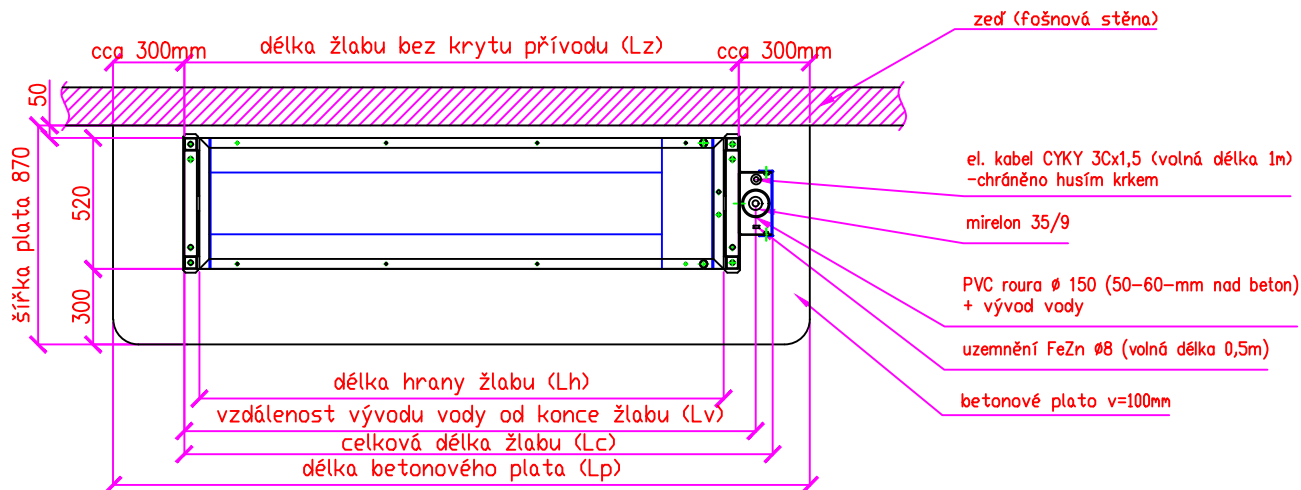 zeď (fošnová stěna)
cca 300mm
délka žlabu bez krytu přívodu (Lz)
cca 300mm
50
šířka plata 870
520
300
el. kabel CYKY 3Cx1,5 (volná délka 1m)
-chráněno husím krkem
mirelon 35/9
PVC roura ø 150 (50-60-mm nad beton)
+ vývod vody
uzemnění FeZn ø8 (volná délka 0,5m)
betonové plato v=100mm
délka hrany žlabu (Lh)
vzdálenost vývodu vody od konce žlabu (Lv)
celková délka žlabu (Lc)
délka betonového plata (Lp)